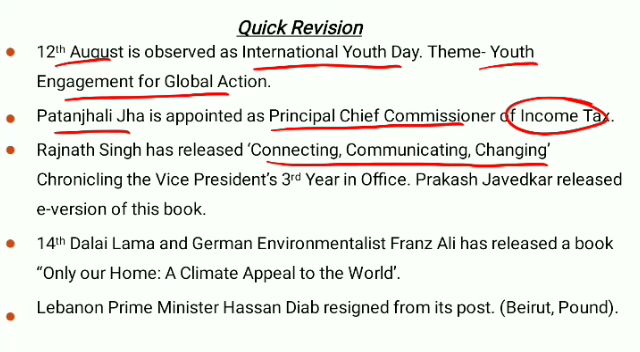 Quick Revision
12th August is observed as International Youth Day. Theme- Youth
Engagement for Global Action.
Patanjhali Jha is appointed as Principal Chief Commissioner of Income Tax.
Rajnath Singh has released ‘Connecting, Communicating, Changing’
Chronicling the Vice President’s 3rd Year in Office. Prakash Javedkar released
e-version of this book.
14th Dalai Lama and German Environmentalist Franz Ali has released a book
“Only our Home: A Climate Appeal to the World’.
Lebanon Prime Minister Hassan Diab resigned from its post. (Beirut, Pound).